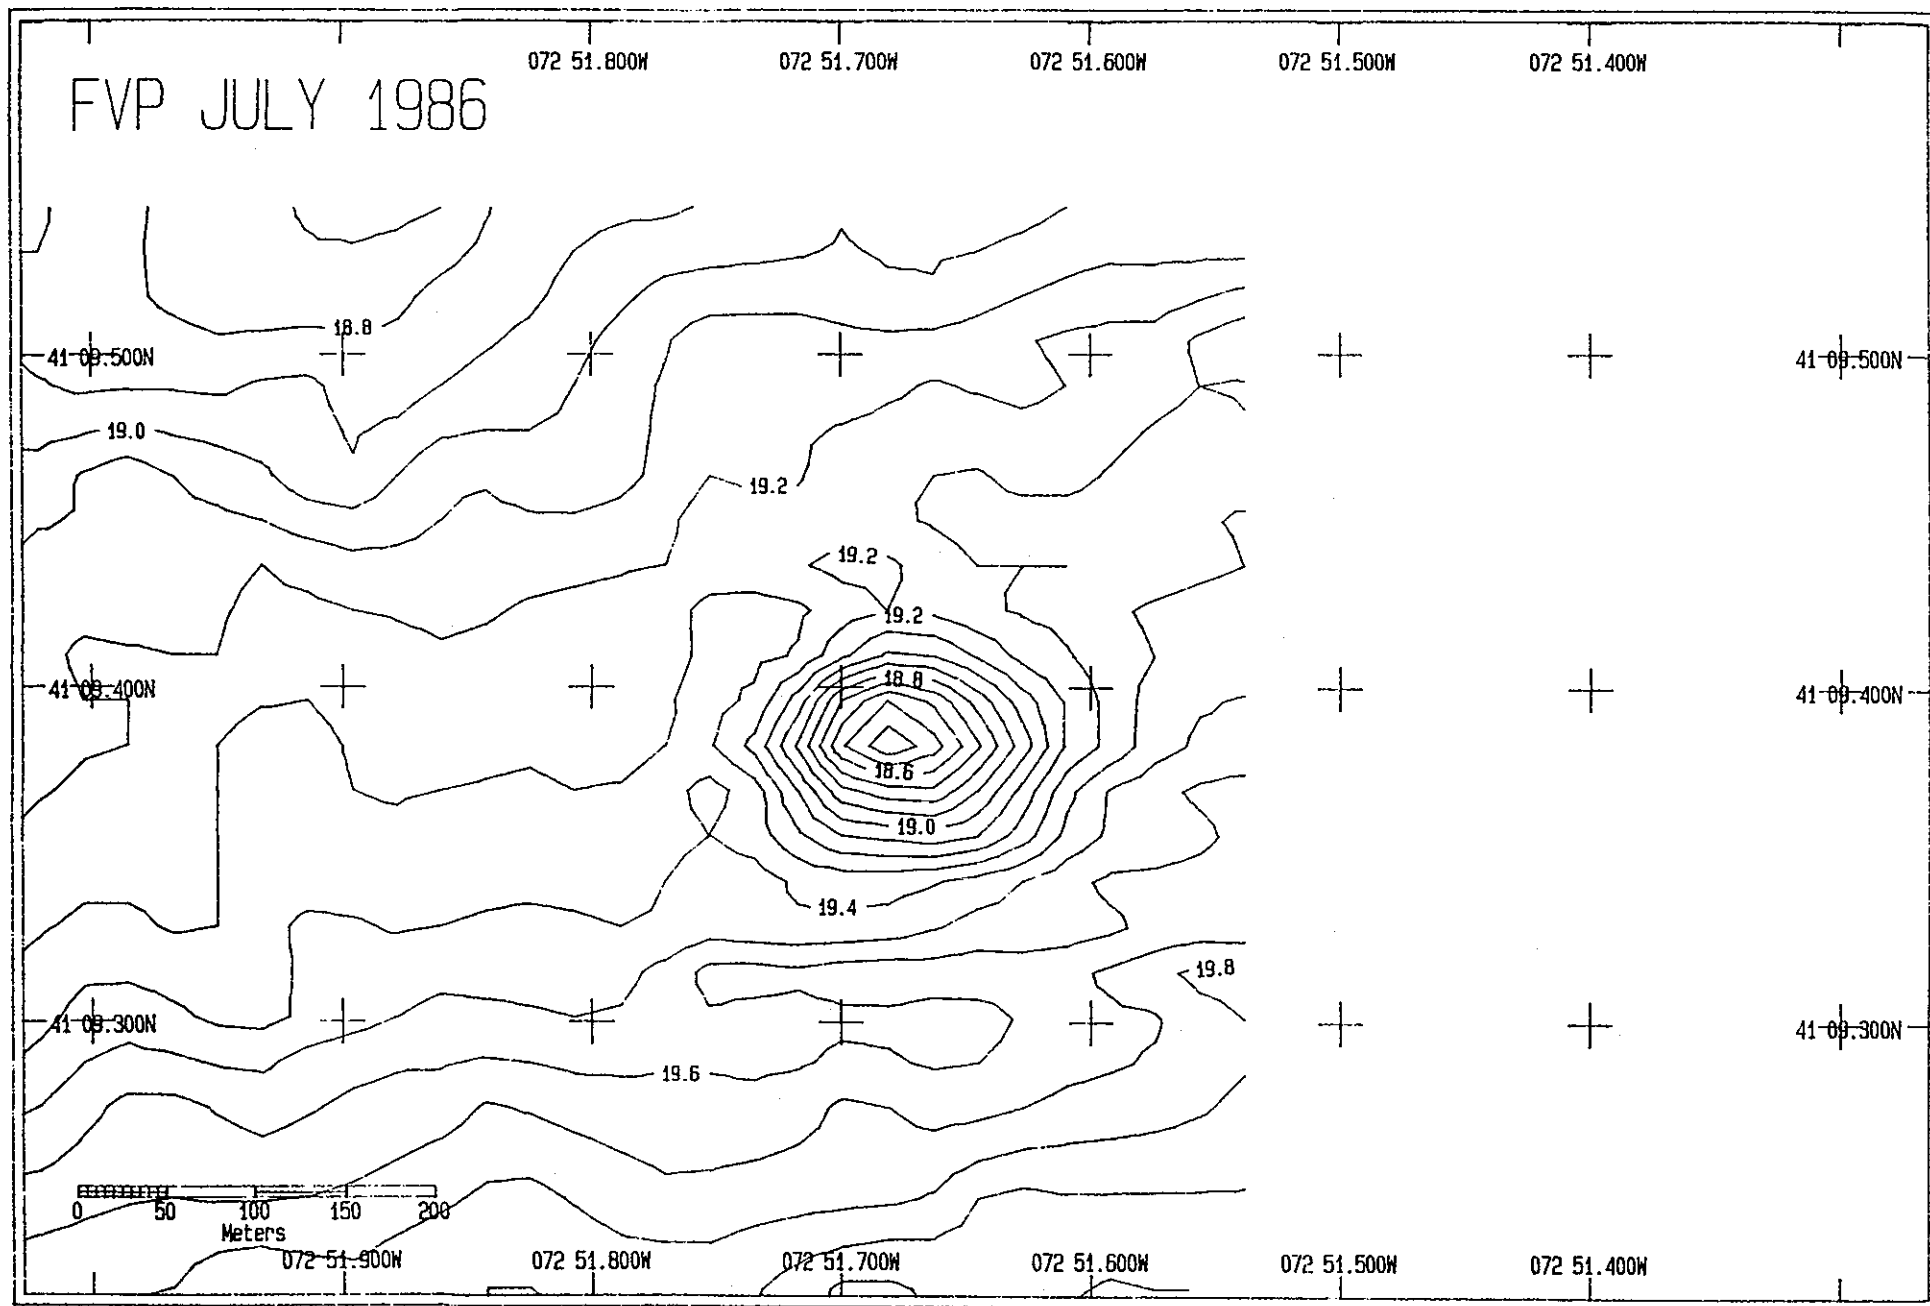 072 51.800W 072 51.700W 072 51.600W 072 51.500W 072 51.400W
FVP JULY 1986
18.8
41 09.500N 41 09.500N
19.0
19.2
19.2
19.2
18.8
41 09.400N 41 09.400N
18.6
19.0
19.4
19.8
41 09.300N 41 09.300N
19.6
0 50 100 150 200
Meters
072 51.900W 072 51.800W 072 51.700W 072 51.600W 072 51.500W 072 51.400W